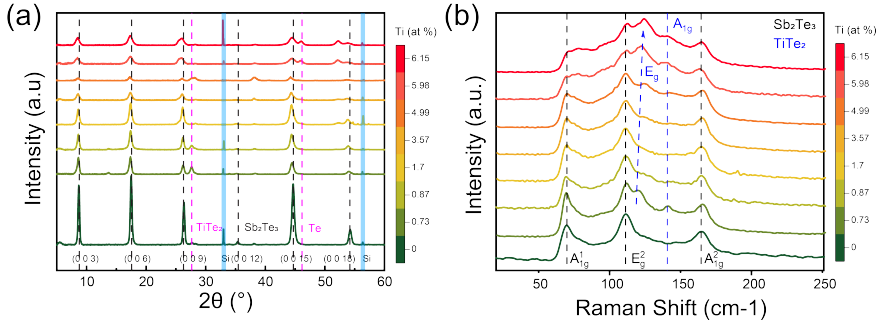 (a)
Intensity (a.u)
TiTe₂
Sb₂Te₃
Te
(0 0 3)
(0 0 6)
(0 0 9)
Si
(0 0 12)
(0 0 15)
(0 0 18)
Si
10 20 30 40 50 60
2θ (°)
Ti (at %)
6.15
5.98
4.99
3.57
1.7
0.87
0.73
0
(b)
Intensity (a.u.)
A₁g
Sb₂Te₃
TiTe₂
Eg
A¹₁g
E²g
A²₁g
50 100 150 200 250
Raman Shift (cm-1)
Ti (at %)
6.15
5.98
4.99
3.57
1.7
0.87
0.73
0